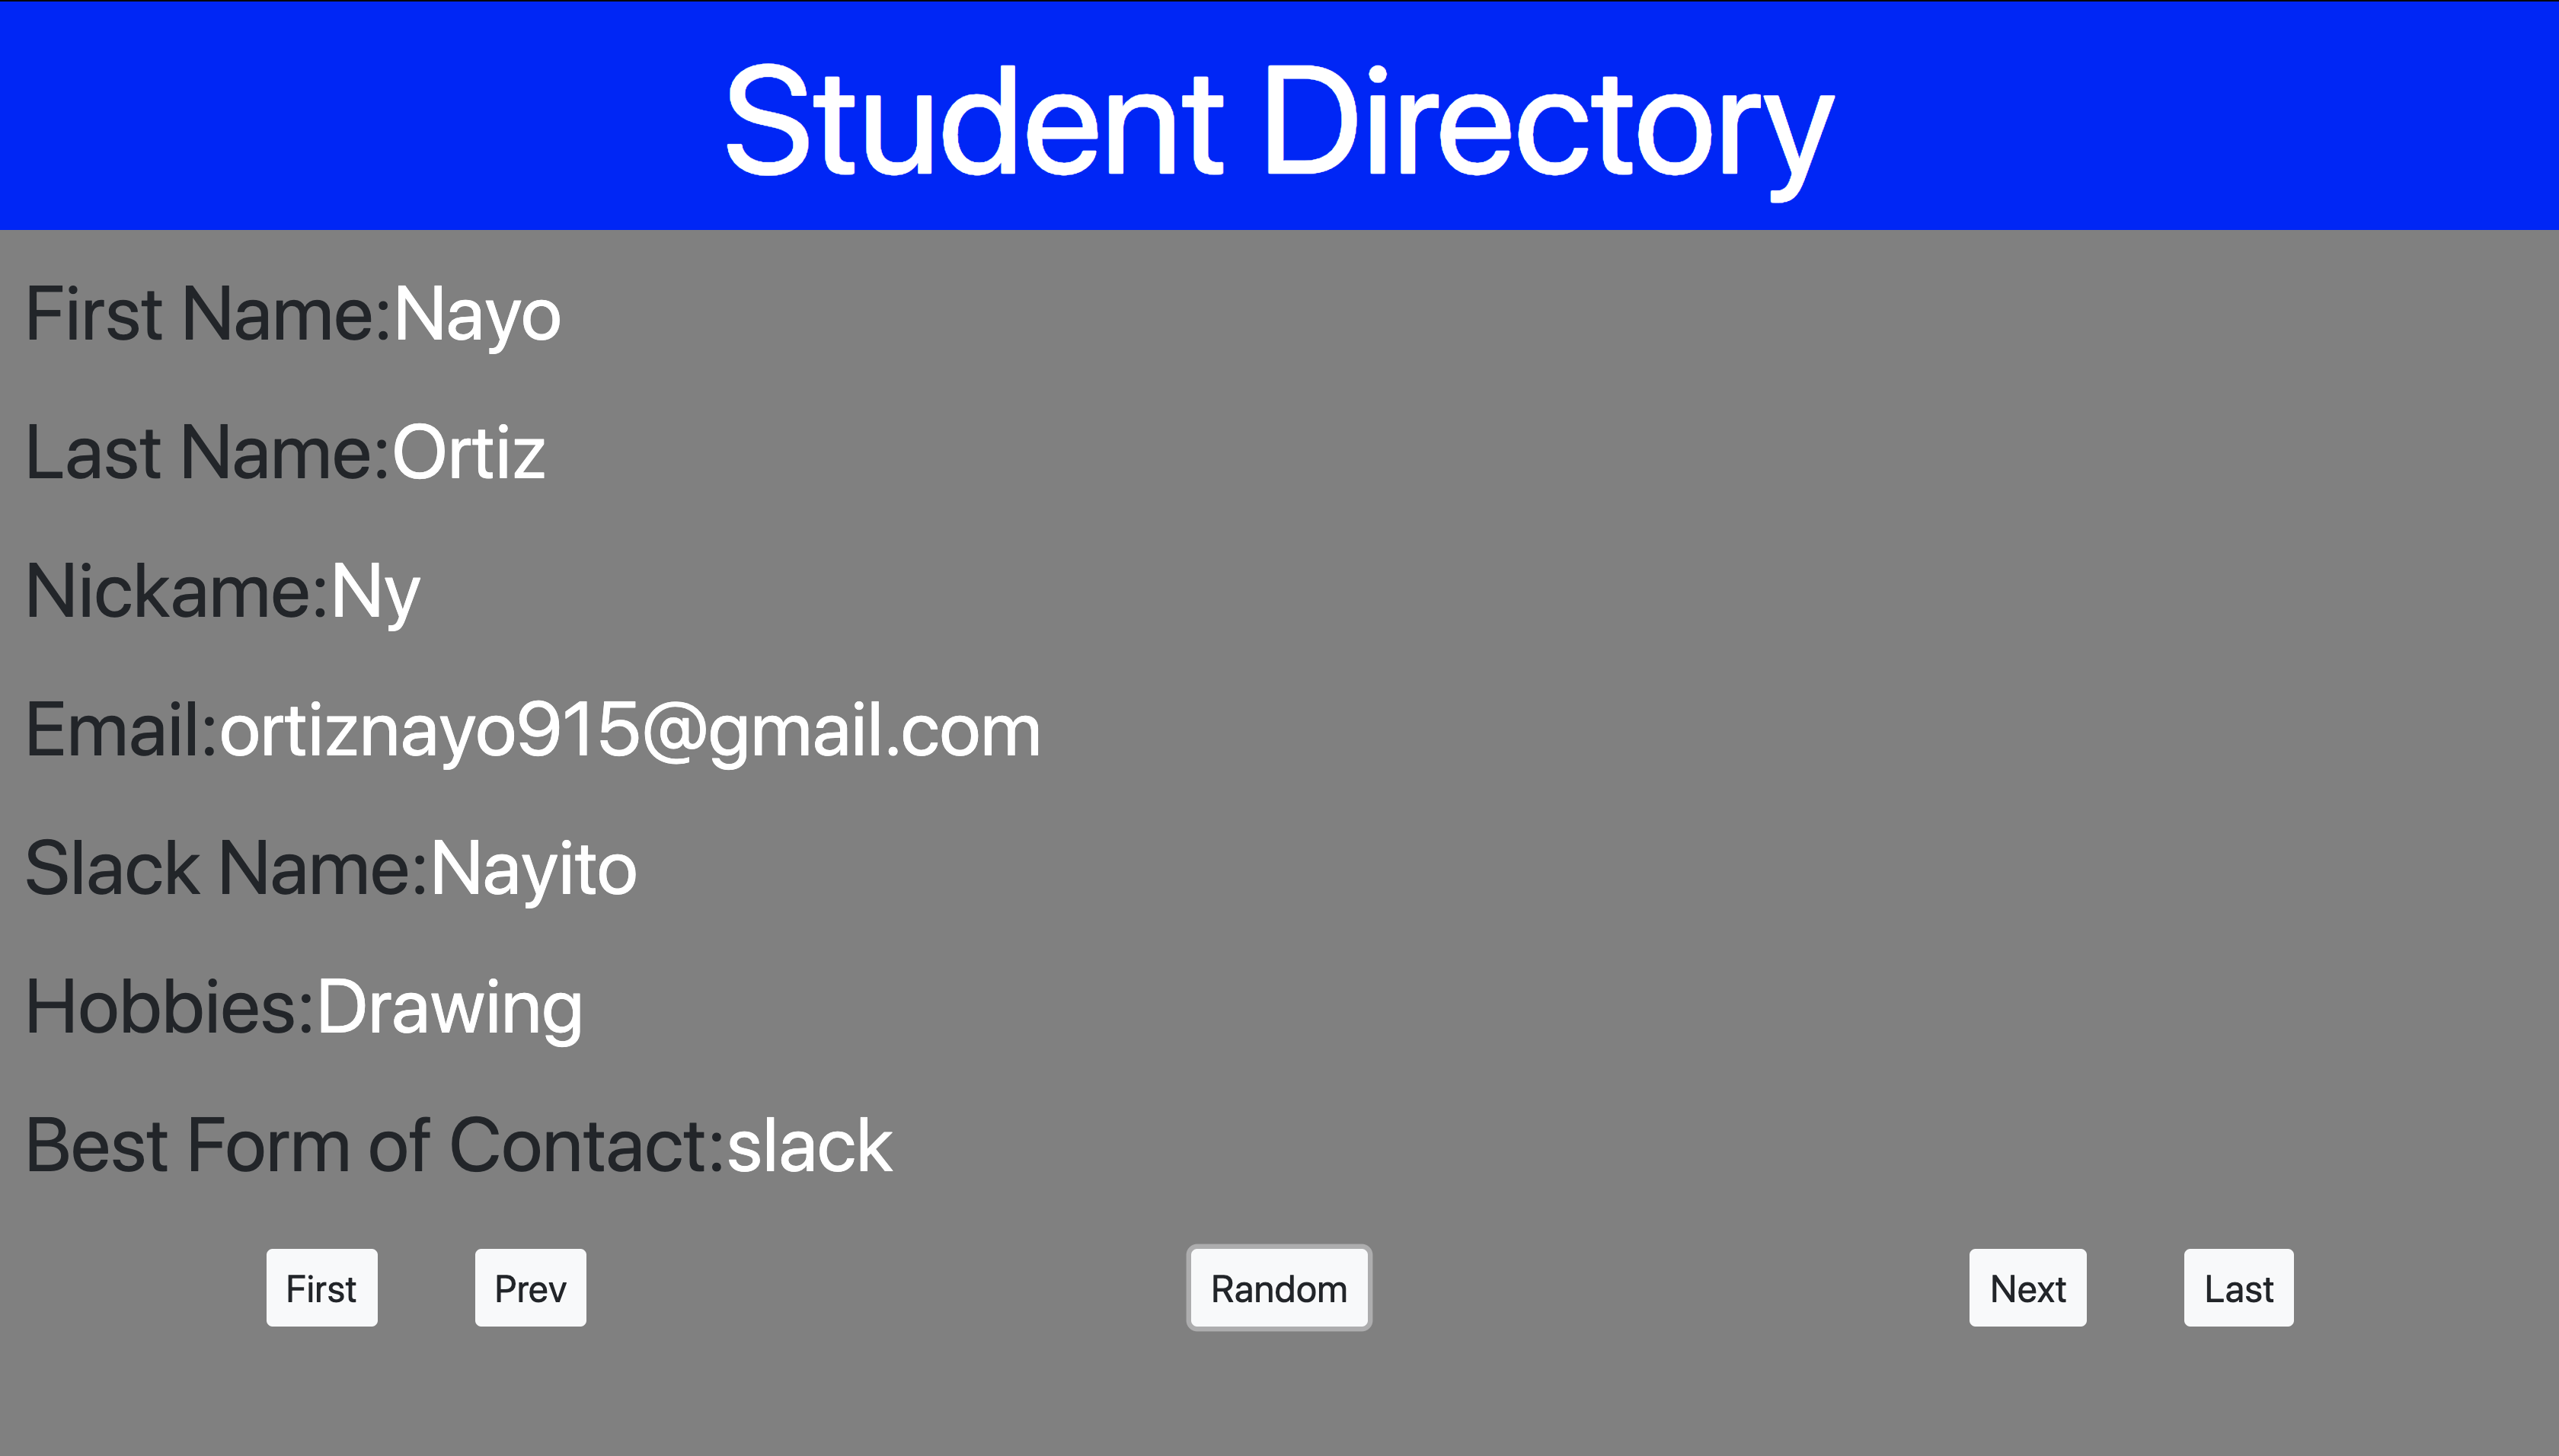 Student Directory
First Name:Nayo
Last Name:Ortiz
Nickame:Ny
Email:ortiznayo915@gmail.com
Slack Name:Nayito
Hobbies:Drawing
Best Form of Contact:slack
First Prev Random Next Last